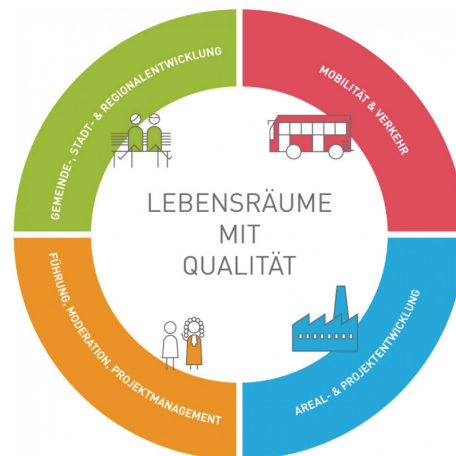 GEMEINDE-, STADT- & REGIONALENTWICKLUNG
MOBILITÄT & VERKEHR
LEBENSRÄUME
MIT
QUALITÄT
FÜHRUNG, MODERATION, PROJEKTMANAGEMENT
AREAL- & PROJEKTENTWICKLUNG